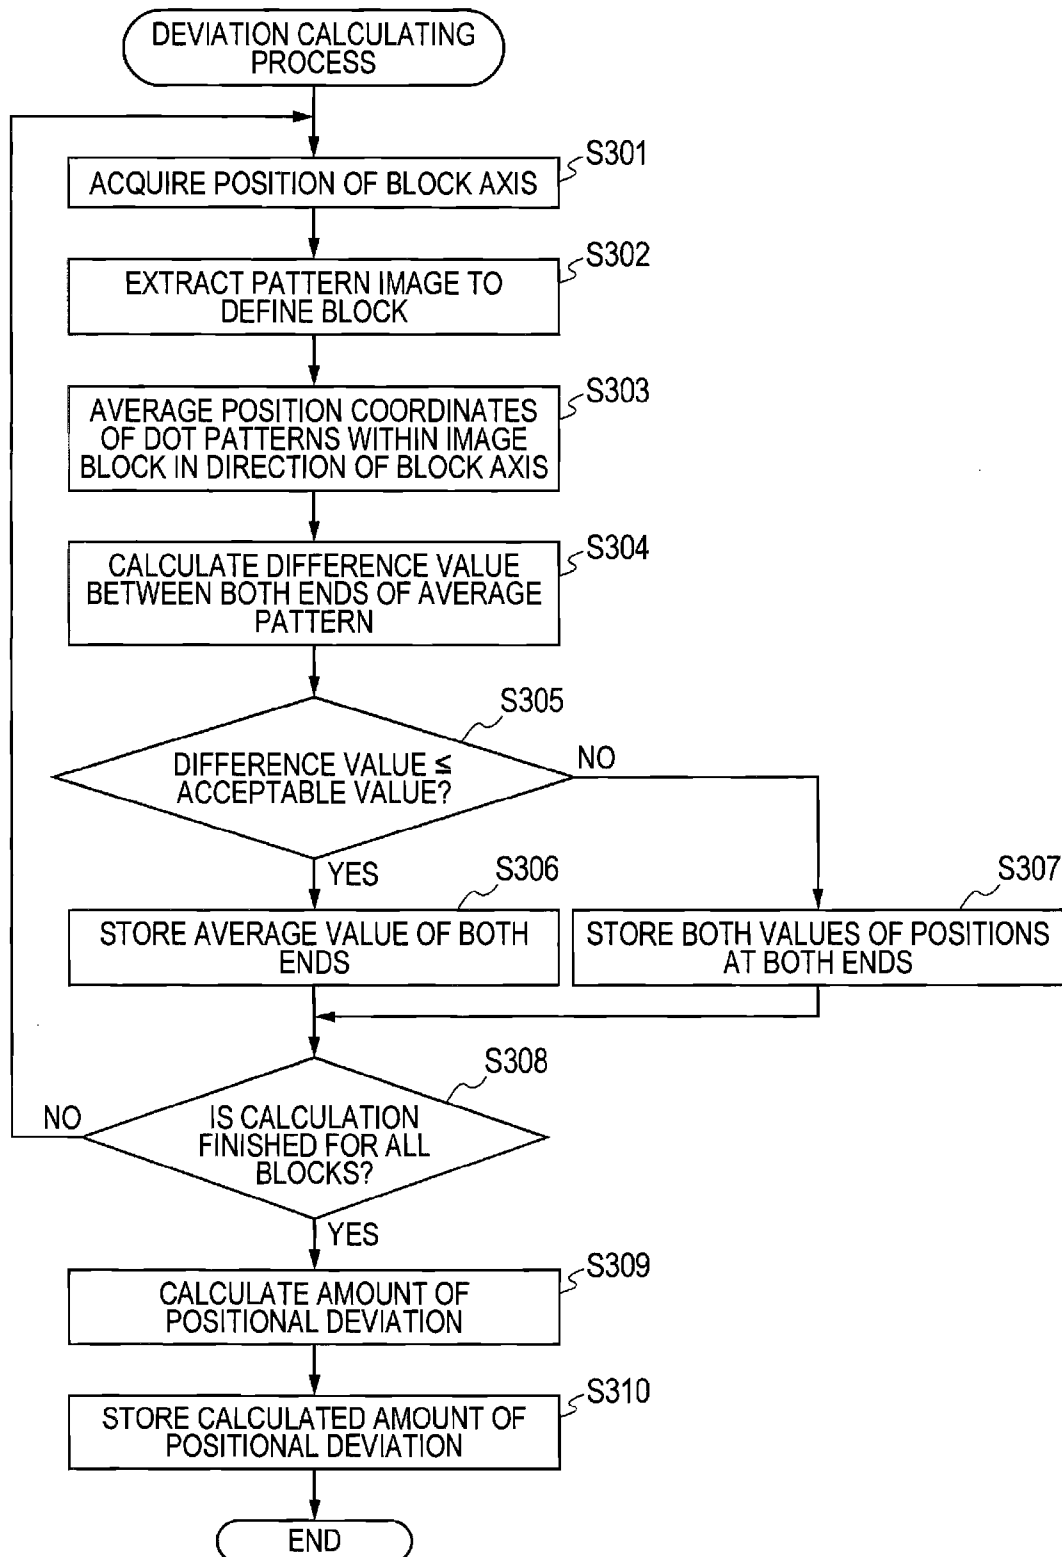 DEVIATION CALCULATING
PROCESS
S301
ACQUIRE POSITION OF BLOCK AXIS
S302
EXTRACT PATTERN IMAGE TO
DEFINE BLOCK
S303
AVERAGE POSITION COORDINATES
OF DOT PATTERNS WITHIN IMAGE
BLOCK IN DIRECTION OF BLOCK AXIS
S304
CALCULATE DIFFERENCE VALUE
BETWEEN BOTH ENDS OF AVERAGE
PATTERN
S305
DIFFERENCE VALUE ≦
ACCEPTABLE VALUE?
NO
YES
S306
STORE AVERAGE VALUE OF BOTH
ENDS
S307
STORE BOTH VALUES OF POSITIONS
AT BOTH ENDS
S308
IS CALCULATION
FINISHED FOR ALL
BLOCKS?
NO
YES
S309
CALCULATE AMOUNT OF
POSITIONAL DEVIATION
S310
STORE CALCULATED AMOUNT OF
POSITIONAL DEVIATION
END